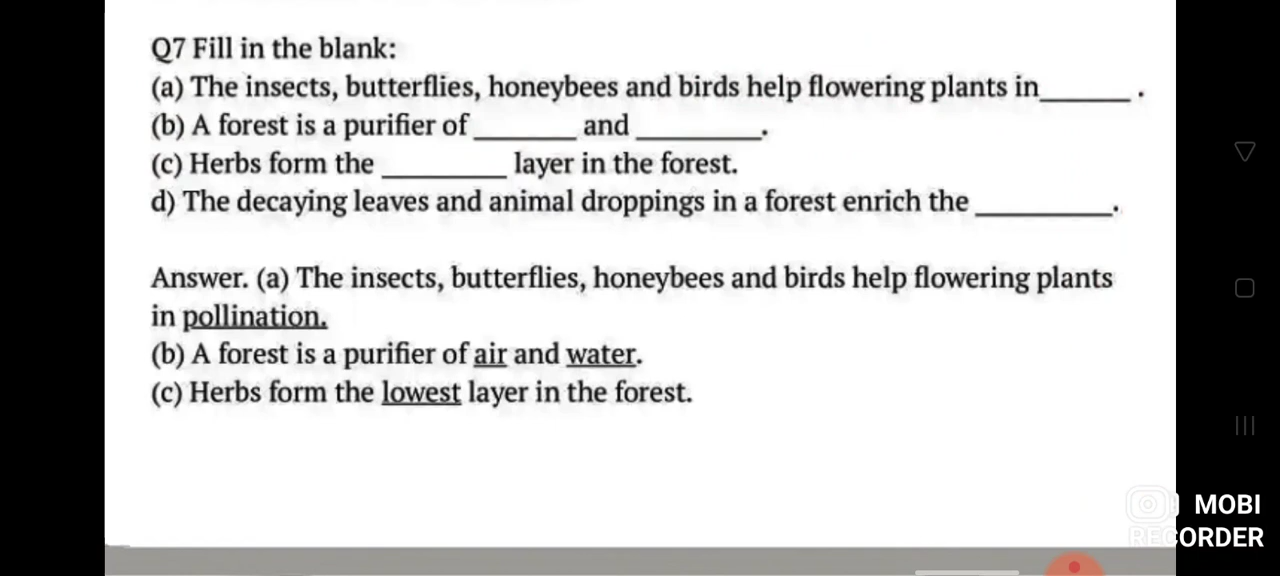 Q7 Fill in the blank:
(a) The insects, butterflies, honeybees and birds help flowering plants in______ .
(b) A forest is a purifier of _______ and ________.
(c) Herbs form the ________ layer in the forest.
d) The decaying leaves and animal droppings in a forest enrich the _________.
Answer. (a) The insects, butterflies, honeybees and birds help flowering plants
in pollination.
(b) A forest is a purifier of air and water.
(c) Herbs form the lowest layer in the forest.
MOBI
RECORDER